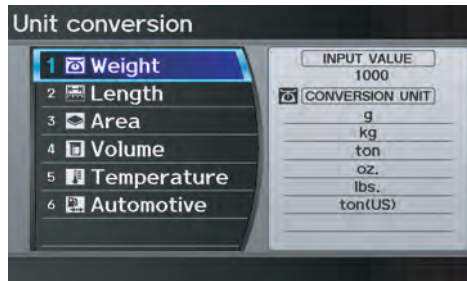 Unit conversion
1 Weight
2 Length
3 Area
4 Volume
5 Temperature
6 Automotive
INPUT VALUE
1000
CONVERSION UNIT
g
kg
ton
oz.
lbs.
ton(US)